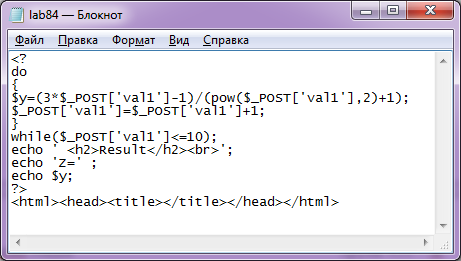 lab84 — Блокнот
Файл Правка Формат Вид Справка
<?
do
{
$y=(3*$_POST['val1']-1)/(pow($_POST['val1'],2)+1);
$_POST['val1']=$_POST['val1']+1;
}
while($_POST['val1']<=10);
echo ' <h2>Result</h2><br>';
echo 'Z=' ;
echo $y;
?>
<html><head><title></title></head></html>